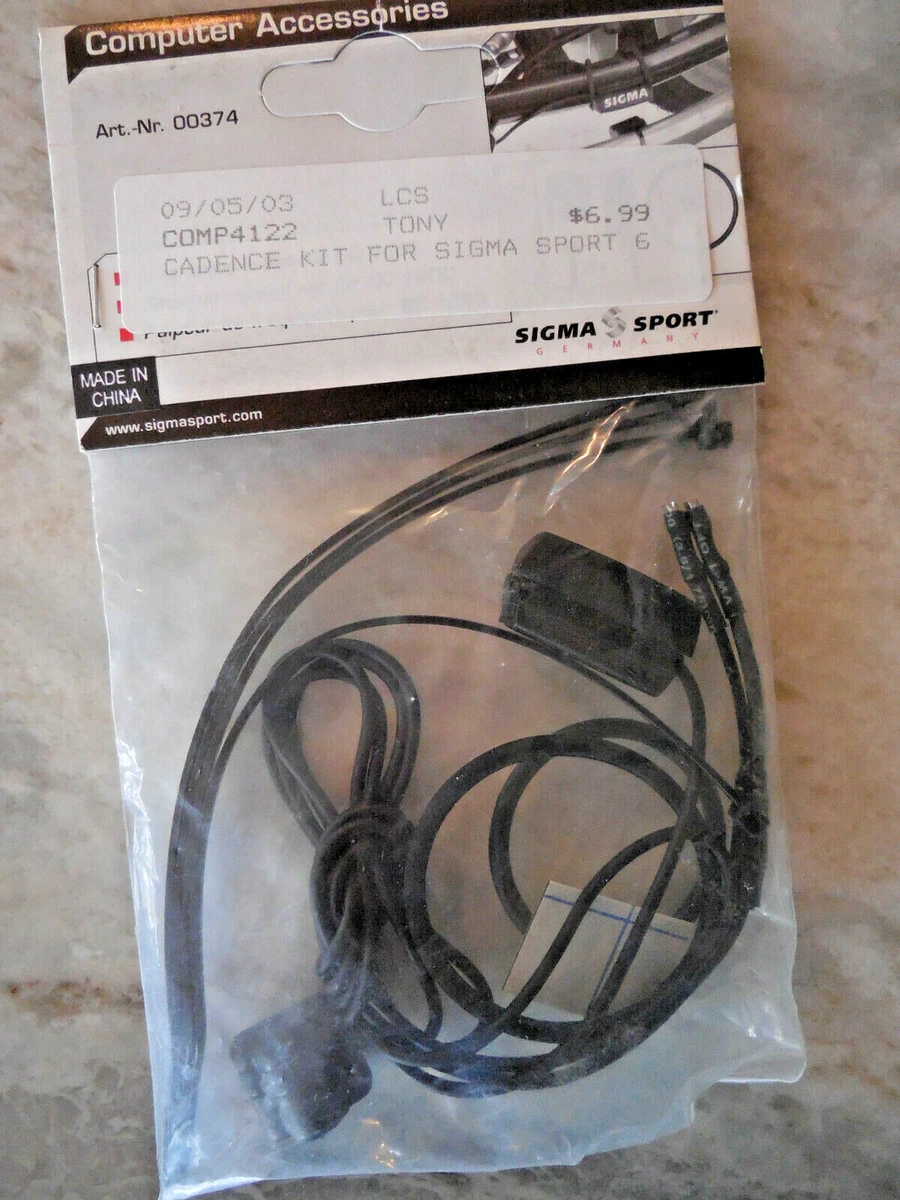 Computer Accessories
SIGMA
Art.-Nr. 00374
09/05/03 LCS
COMP4122 TONY $6.99
CADENCE KIT FOR SIGMA SPORT 6
SIGMA SPORT
GERMANY
MADE IN
CHINA
www.sigmasport.com